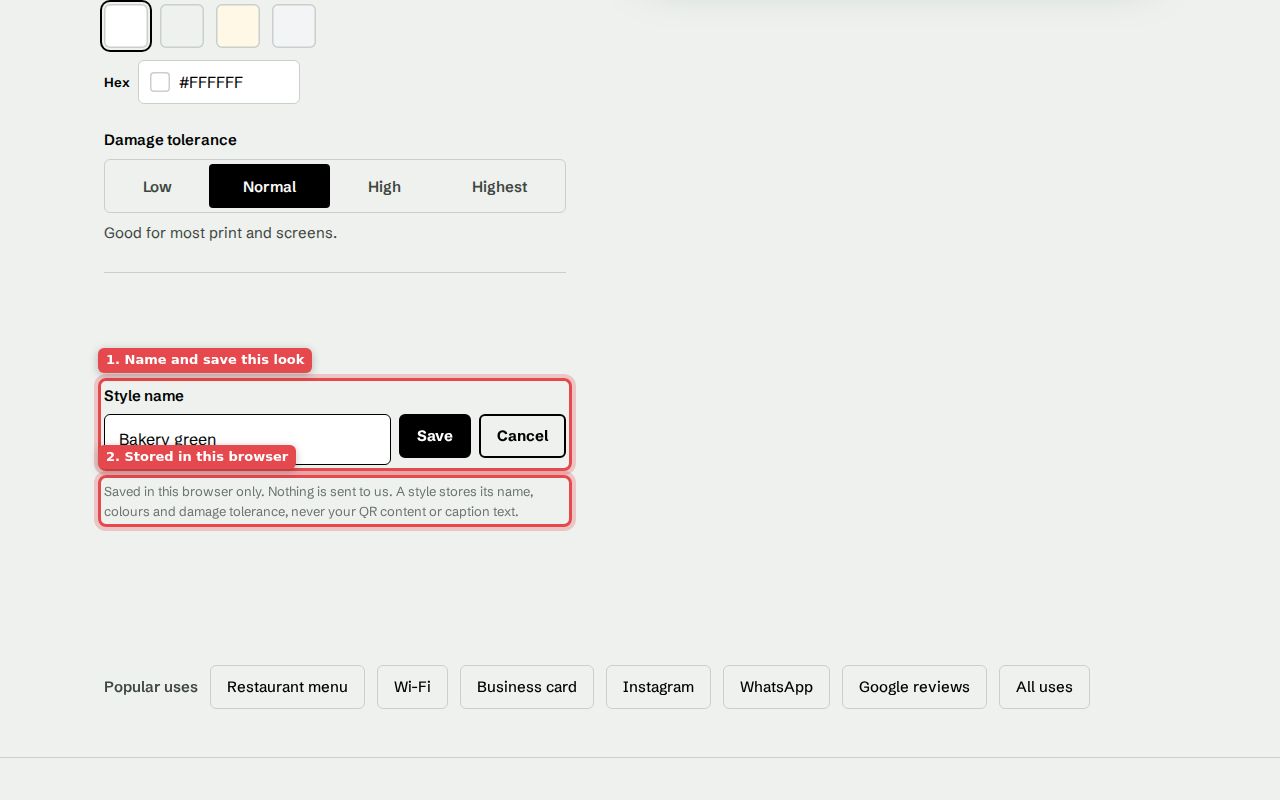 Hex #FFFFFF
Damage tolerance
Low Normal High Highest
Good for most print and screens.
1. Name and save this look
Style name
Bakery green Save Cancel
2. Stored in this browser
Saved in this browser only. Nothing is sent to us. A style stores its name,
colours and damage tolerance, never your QR content or caption text.
Popular uses Restaurant menu Wi-Fi Business card Instagram WhatsApp Google reviews All uses